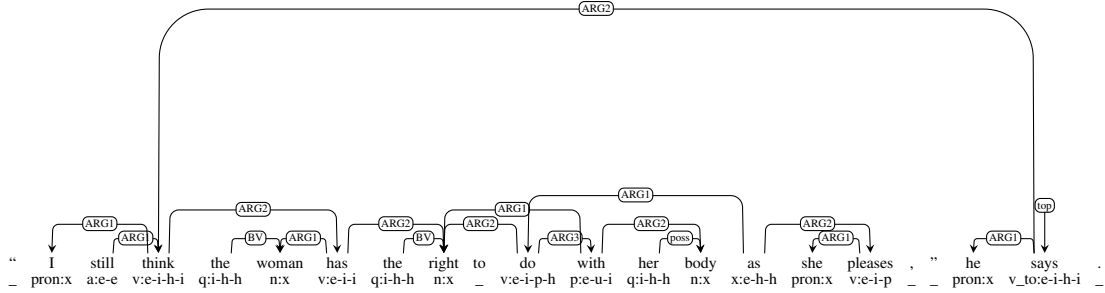 ARG2
ARG1
ARG2 ARG1
ARG1 ARG2 ARG2 ARG2 ARG2 top
ARG1 BV ARG1 BV ARG3 poss ARG1 ARG1
“ I still think the woman has the right to do with her body as she pleases , ” he says .
_ pron:x a:e-e v:e-i-h-i q:i-h-h n:x v:e-i-i q:i-h-h n:x _ v:e-i-p-h p:e-u-i q:i-h-h n:x x:e-h-h pron:x v:e-i-p _ _ pron:x v_to:e-i-h-i _